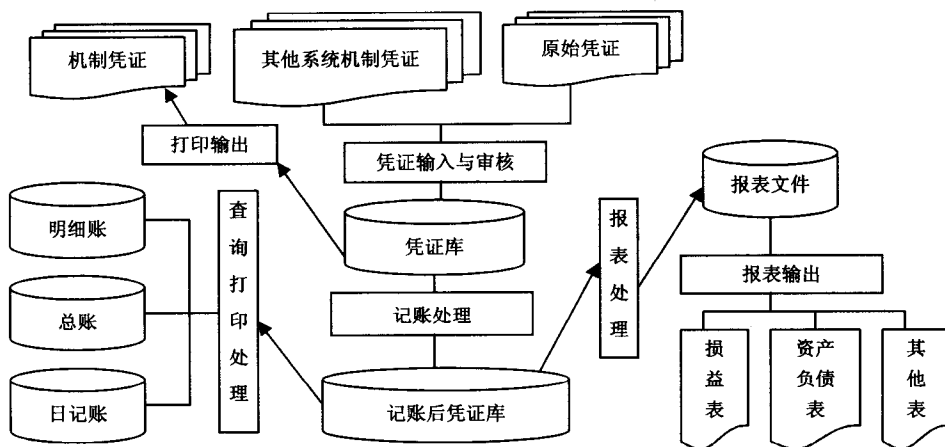 机制凭证
其他系统机制凭证
原始凭证
打印输出
凭证输入与审核
报表文件
明细账
查询打印处理
凭证库
报表处理
报表输出
总账
记账处理
日记账
记账后凭证库
损益表
资产负债表
其他表